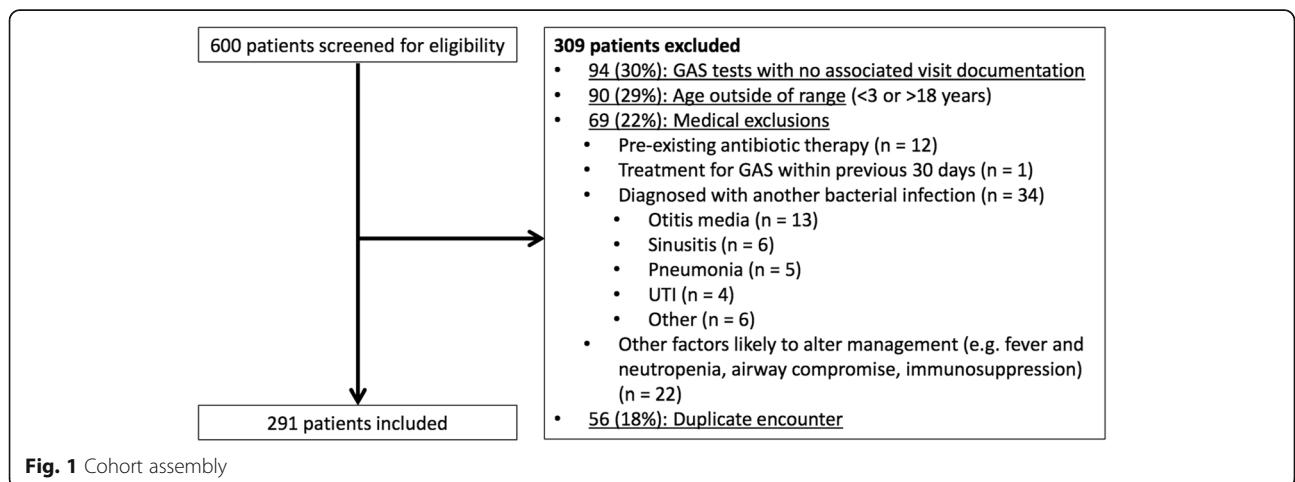 600 patients screened for eligibility
309 patients excluded
• 94 (30%): GAS tests with no associated visit documentation
• 90 (29%): Age outside of range (<3 or >18 years)
• 69 (22%): Medical exclusions
• Pre-existing antibiotic therapy (n = 12)
• Treatment for GAS within previous 30 days (n = 1)
• Diagnosed with another bacterial infection (n = 34)
• Otitis media (n = 13)
• Sinusitis (n = 6)
• Pneumonia (n = 5)
• UTI (n = 4)
• Other (n = 6)
• Other factors likely to alter management (e.g. fever and
neutropenia, airway compromise, immunosuppression)
(n = 22)
• 56 (18%): Duplicate encounter
291 patients included
Fig. 1 Cohort assembly